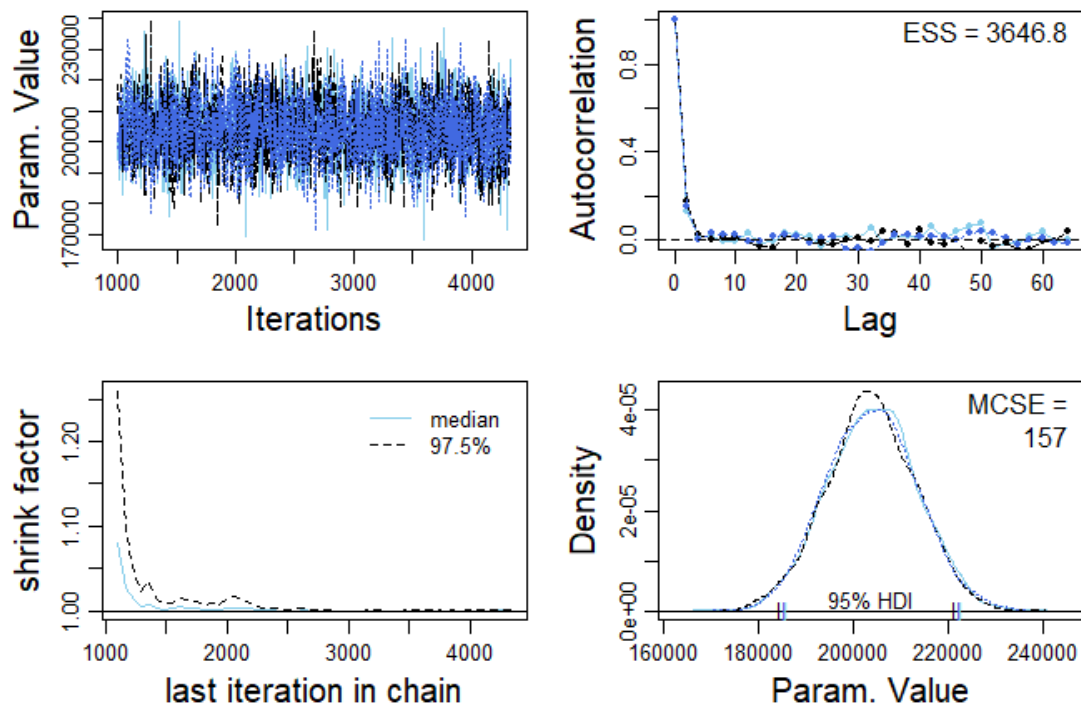 Param. Value
170000
200000
230000
1000
2000
3000
4000
Iterations
ESS = 3646.8
Autocorrelation
0.0
0.4
0.8
0
10
20
30
40
50
60
Lag
median
97.5%
shrink factor
1.00
1.10
1.20
1000
2000
3000
4000
last iteration in chain
MCSE =
157
Density
0e+00
2e-05
4e-05
95% HDI
160000
180000
200000
220000
240000
Param. Value